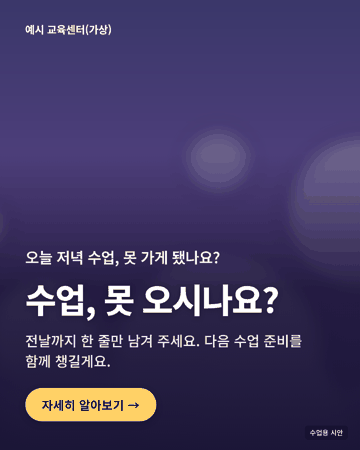 예시 교육센터(가상)
오늘 저녁 수업, 못 가게 됐나요?
수업, 못 오시나요?
전날까지 한 줄만 남겨 주세요. 다음 수업 준비를
함께 챙길게요.
자세히 알아보기 →
수업용 시안